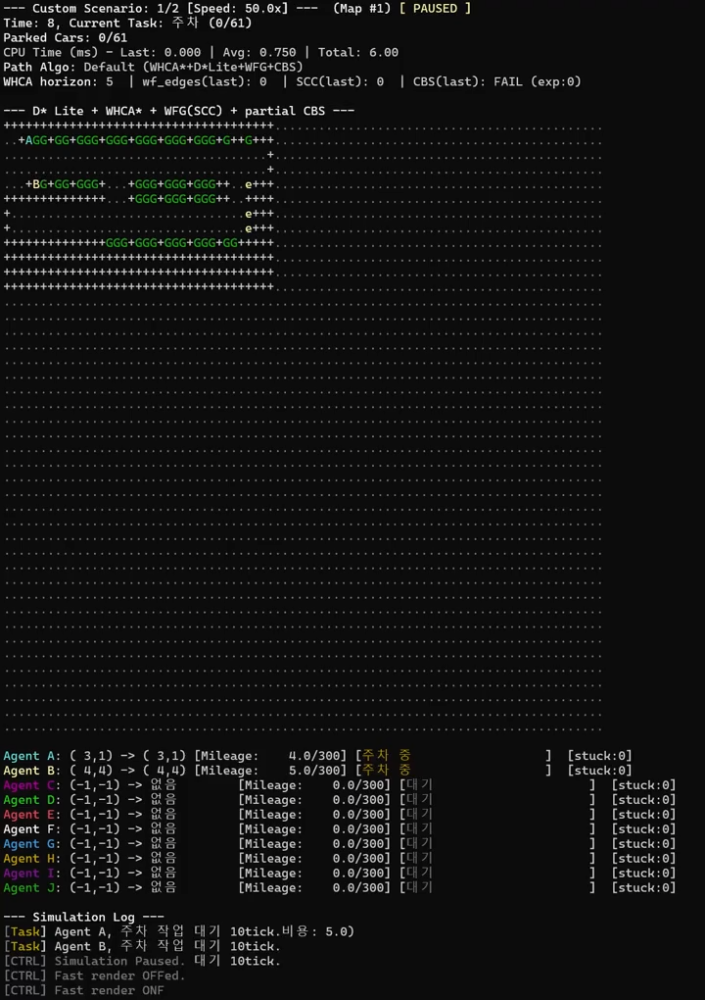 --- Custom Scenario: 1/2 [Speed: 50.0x] ---  (Map #1) [ PAUSED ]
Time: 8, Current Task: 주차 (0/61)
Parked Cars: 0/61
CPU Time (ms) - Last: 0.000 | Avg: 0.750 | Total: 6.00
Path Algo: Default (WHCA*+D*Lite+WFG+CBS)
WHCA horizon: 5  | wf_edges(last): 0  | SCC(last): 0  | CBS(last): FAIL (exp:0)
--- D* Lite + WHCA* + WFG(SCC) + partial CBS ---
+++++++++++++++++++++++++++++++++++++
..+AGG+GG+GGG+GGG+GGG+GGG+GGG+G++G+++
....................................+
....................................+
...+BG+GG+GGG+...+GGG+GGG+GGG++..e+++
++++++++++++++...+GGG+GGG+GGG++..++++
+................................e+++
+................................e+++
++++++++++++++GGG+GGG+GGG+GGG+GG+++++
+++++++++++++++++++++++++++++++++++++
+++++++++++++++++++++++++++++++++++++
+++++++++++++++++++++++++++++++++++++
Agent A: ( 3,1) -> ( 3,1) [Mileage:    4.0/300] [주차 중                  ]  [stuck:0]
Agent B: ( 4,4) -> ( 4,4) [Mileage:    5.0/300] [주차 중                  ]  [stuck:0]
Agent C: (-1,-1) -> 없음        [Mileage:    0.0/300] [대기                     ]  [stuck:0]
Agent D: (-1,-1) -> 없음        [Mileage:    0.0/300] [대기                     ]  [stuck:0]
Agent E: (-1,-1) -> 없음        [Mileage:    0.0/300] [대기                     ]  [stuck:0]
Agent F: (-1,-1) -> 없음        [Mileage:    0.0/300] [대기                     ]  [stuck:0]
Agent G: (-1,-1) -> 없음        [Mileage:    0.0/300] [대기                     ]  [stuck:0]
Agent H: (-1,-1) -> 없음        [Mileage:    0.0/300] [대기                     ]  [stuck:0]
Agent I: (-1,-1) -> 없음        [Mileage:    0.0/300] [대기                     ]  [stuck:0]
Agent J: (-1,-1) -> 없음        [Mileage:    0.0/300] [대기                     ]  [stuck:0]
--- Simulation Log ---
[Task] Agent A, 주차 작업 대기 10tick.비용: 5.0)
[Task] Agent B, 주차 작업 대기 10tick.
[CTRL] Simulation Paused. 대기 10tick.
[CTRL] Fast render OFFed.
[CTRL] Fast render ONF